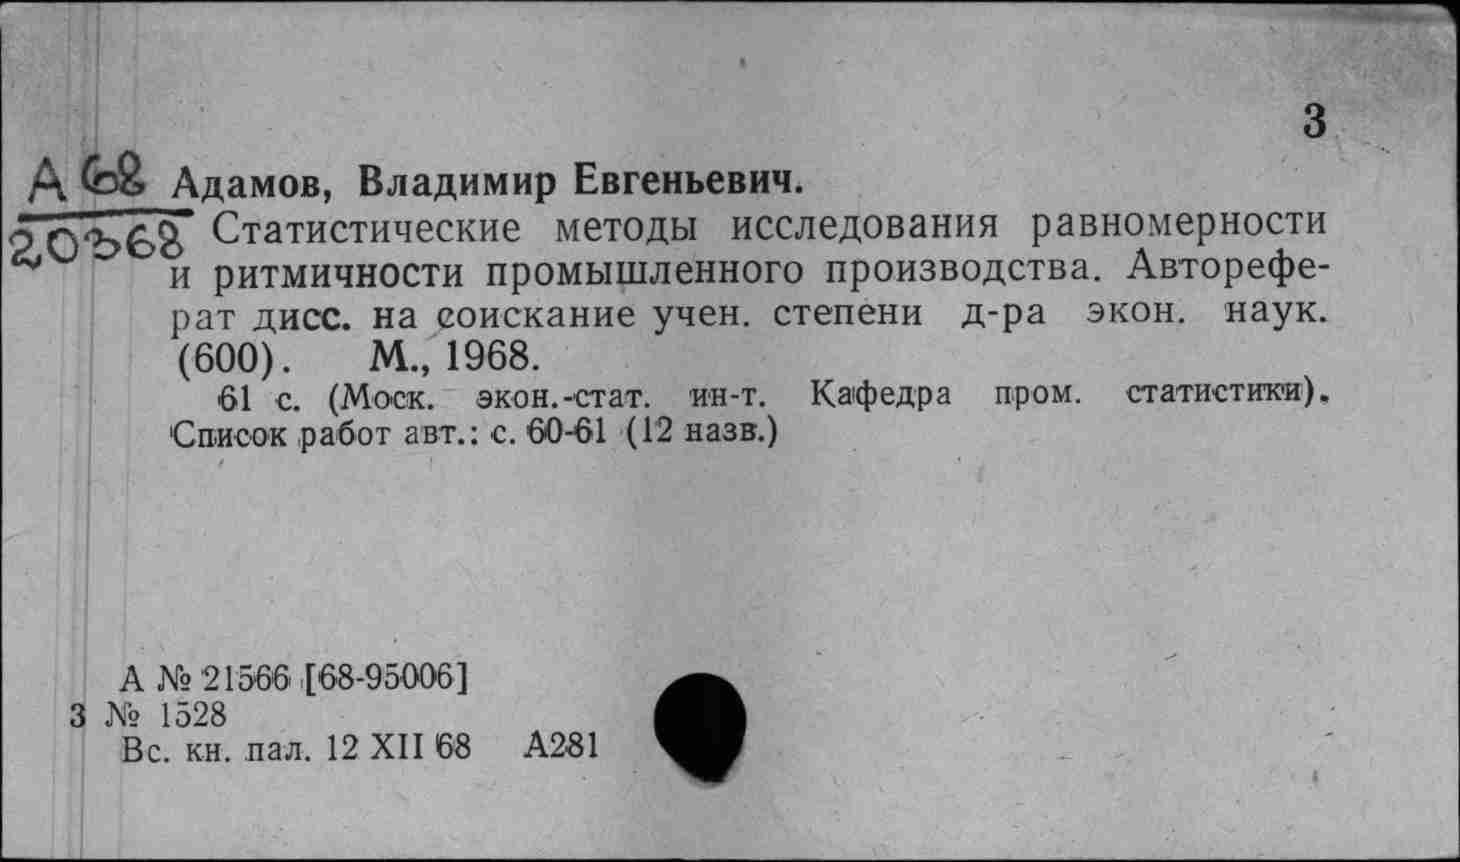 3
А 68 Адамов, Владимир Евгеньевич.
20368 Статистические методы исследования равномерности
и ритмичности промышленного производства. Авторефе-
рат дисс. на соискание учен. степени д-ра экон. наук.
(600). М., 1968.
61 с. (Моск. экон.-стат. ин-т. Кафедра пром. статистики).
Список работ авт.: с. 60-61 (12 назв.)
А № 21566 [68-95006]
3 № 1528
Вс. кн. пал. 12 XII 68 А281